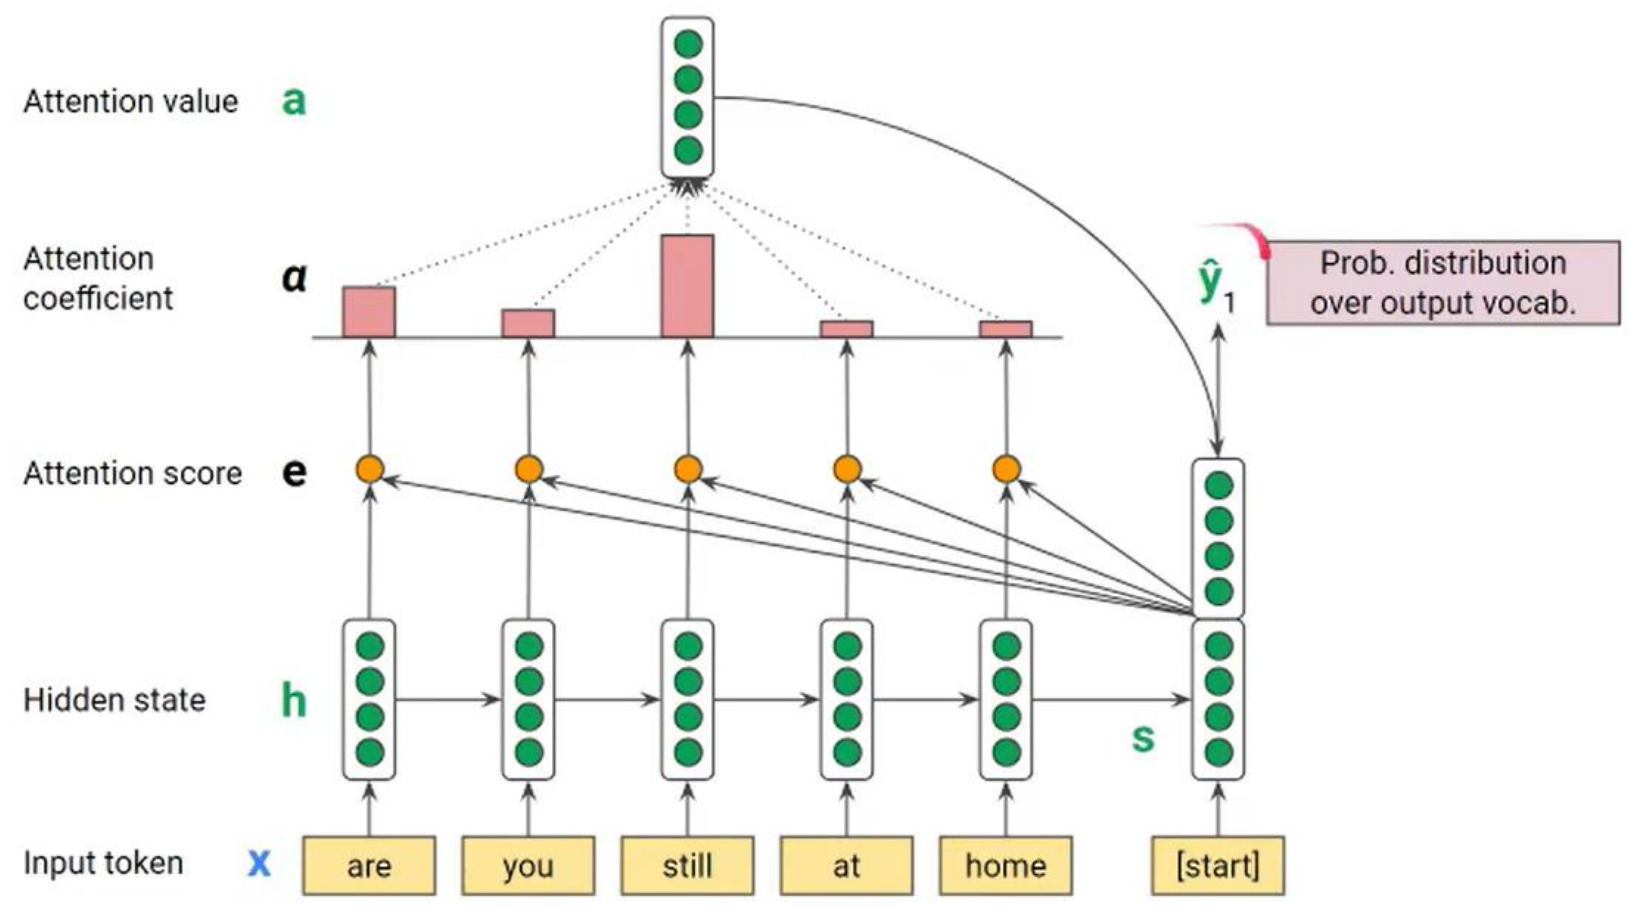 Attention value a
Attention
coefficient α
Prob. distribution
over output vocab.
ŷ1
Attention score e
Hidden state h
s
Input token x are you still at home [start]